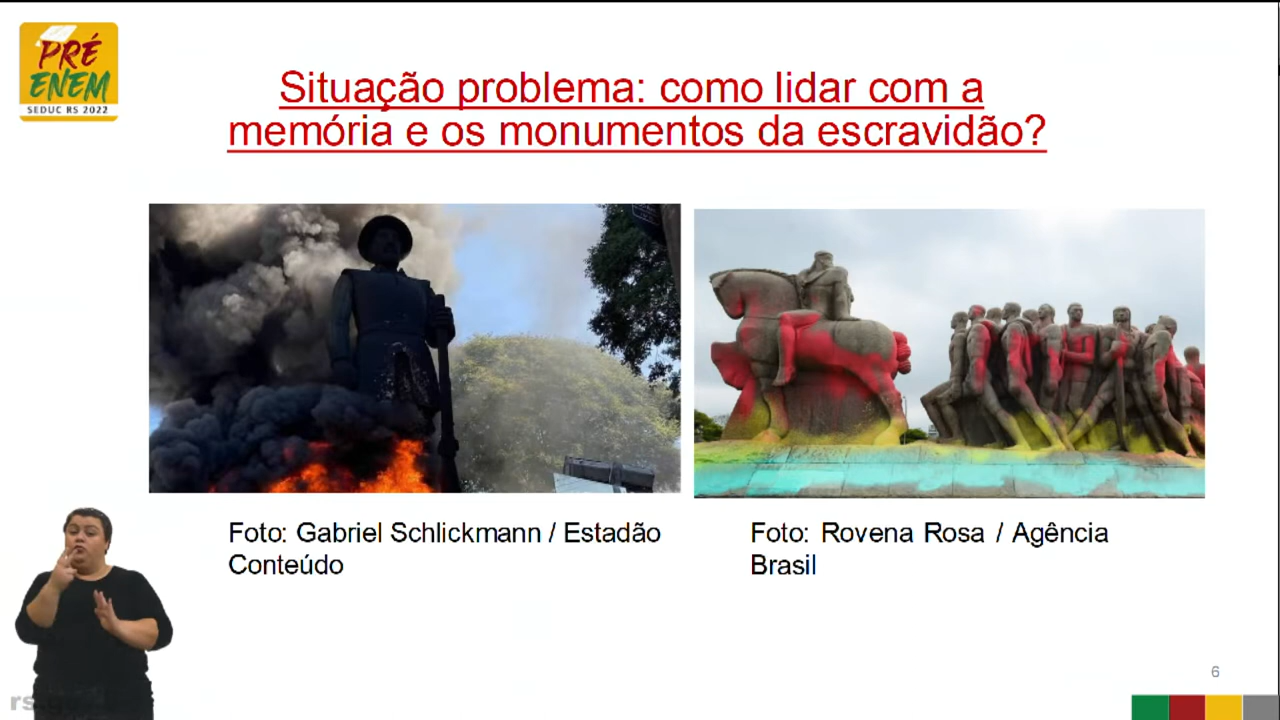 PRÉ
ENEM
SEDUC RS 2022
Situação problema: como lidar com a
memória e os monumentos da escravidão?
Foto: Gabriel Schlickmann / Estadão
Conteúdo
Foto: Rovena Rosa / Agência
Brasil
6